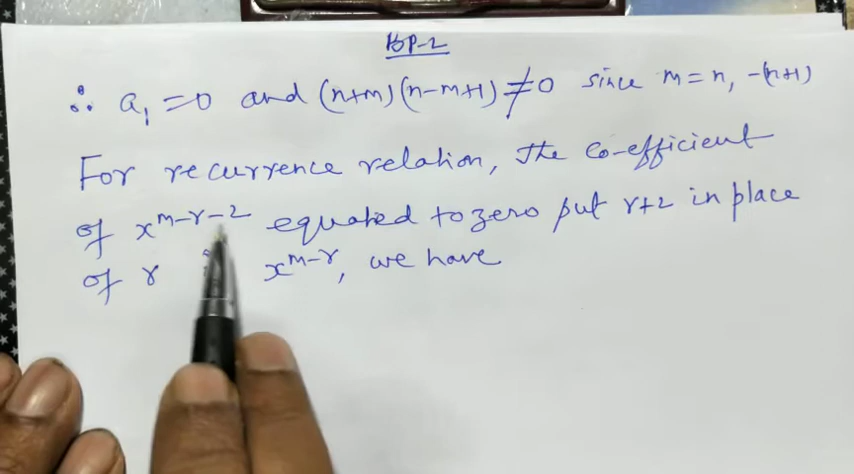 BP-2
∴ a₁ = 0 and (n+m)(n-m+1) ≠ 0 since m = n, -(n+1)
For recurrence relation, The Co-efficient
of x^{m-r-2} equated to zero put r+2 in place
of r x^{m-r}, we have